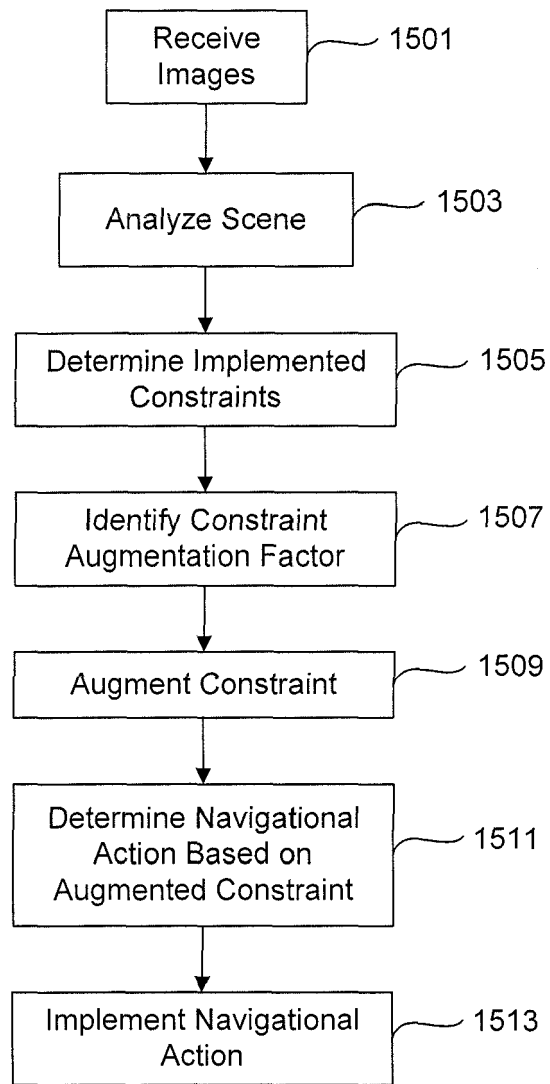 Receive
Images
1501
Analyze Scene
1503
Determine Implemented
Constraints
1505
Identify Constraint
Augmentation Factor
1507
Augment Constraint
1509
Determine Navigational
Action Based on
Augmented Constraint
1511
Implement Navigational
Action
1513